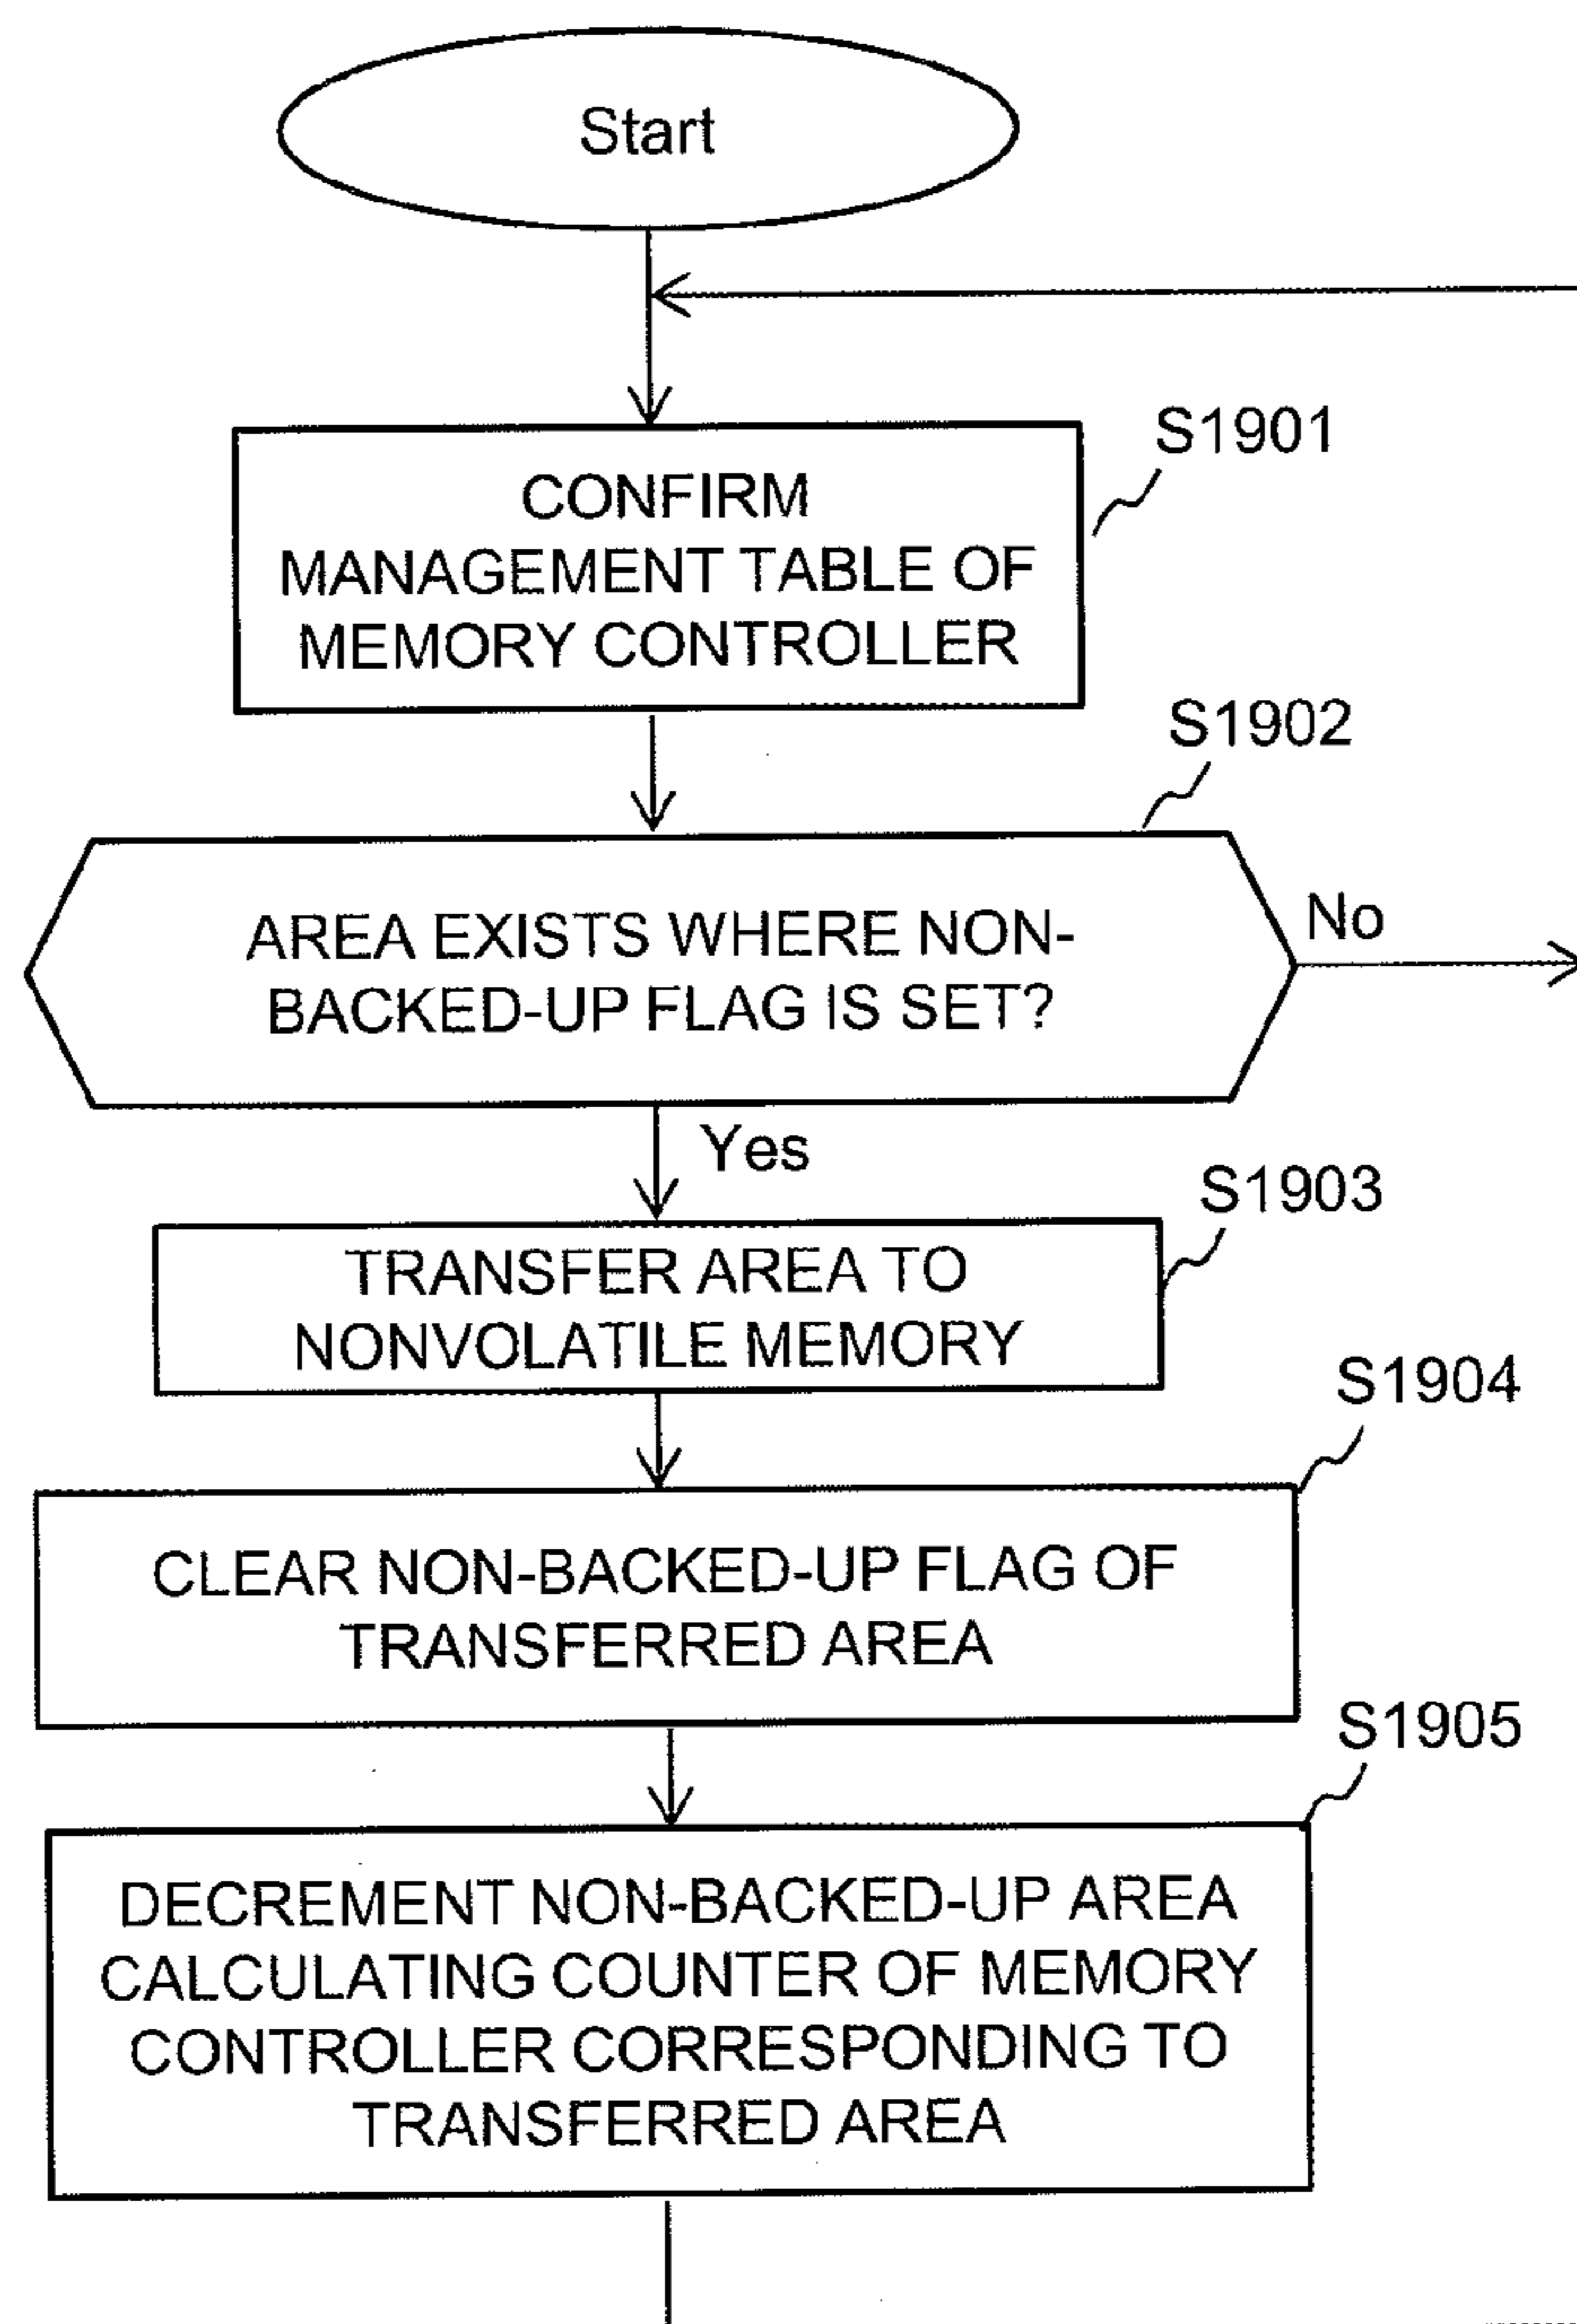 Start
S1901
CONFIRM
MANAGEMENT TABLE OF
MEMORY CONTROLLER
S1902
AREA EXISTS WHERE NON-
BACKED-UP FLAG IS SET?
No
Yes
S1903
TRANSFER AREA TO
NONVOLATILE MEMORY
S1904
CLEAR NON-BACKED-UP FLAG OF
TRANSFERRED AREA
S1905
DECREMENT NON-BACKED-UP AREA
CALCULATING COUNTER OF MEMORY
CONTROLLER CORRESPONDING TO
TRANSFERRED AREA